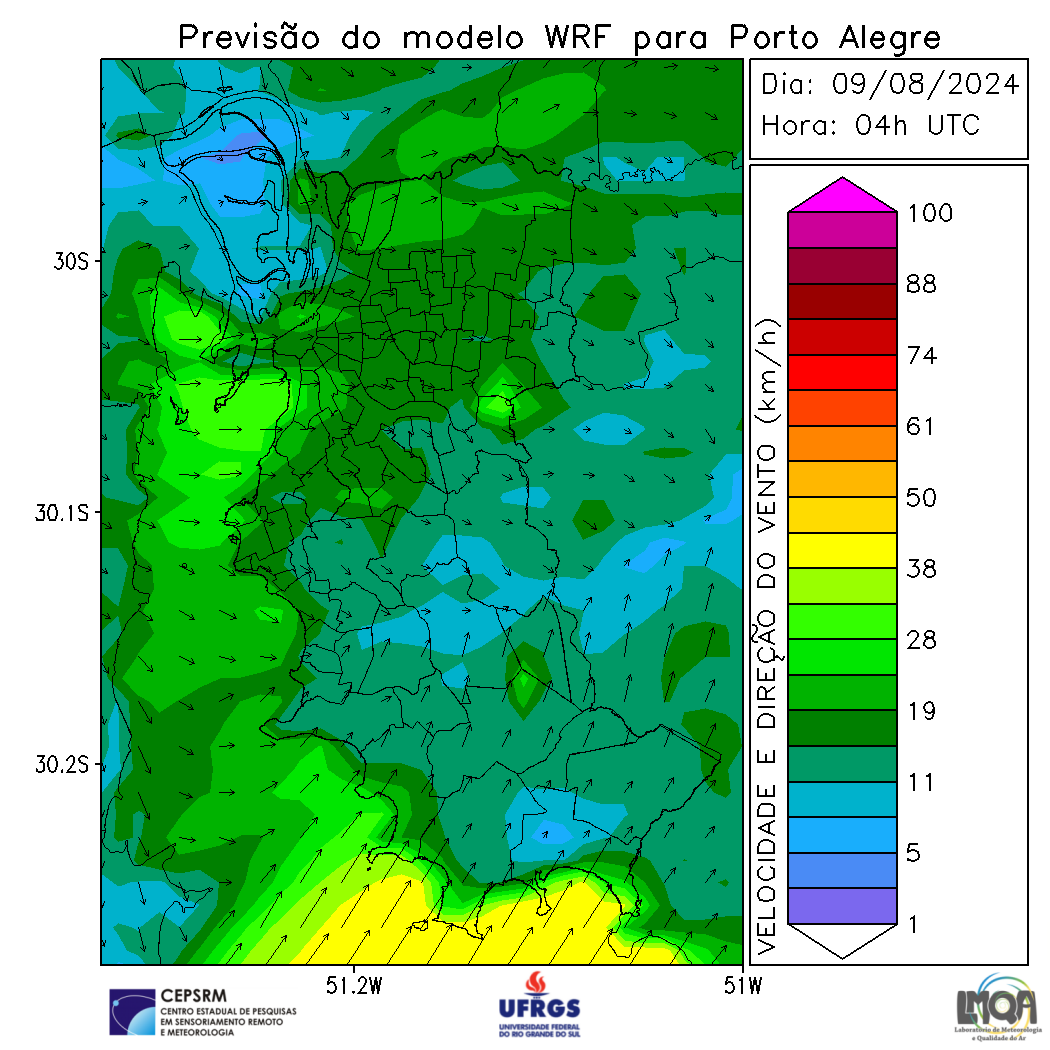 Previsão do modelo WRF para Porto Alegre
Dia: 09/08/2024
Hora: 04h UTC
30S
30.1S
30.2S
51.2W
51W
VELOCIDADE E DIREÇÃO DO VENTO (km/h)
100
88
74
61
50
38
28
19
11
5
1
CEPSRM
CENTRO ESTADUAL DE PESQUISAS
EM SENSORIAMENTO REMOTO
E METEOROLOGIA
UFRGS
UNIVERSIDADE FEDERAL
DO RIO GRANDE DO SUL
LMQA
Laboratório de Meteorologia
e Qualidade do Ar